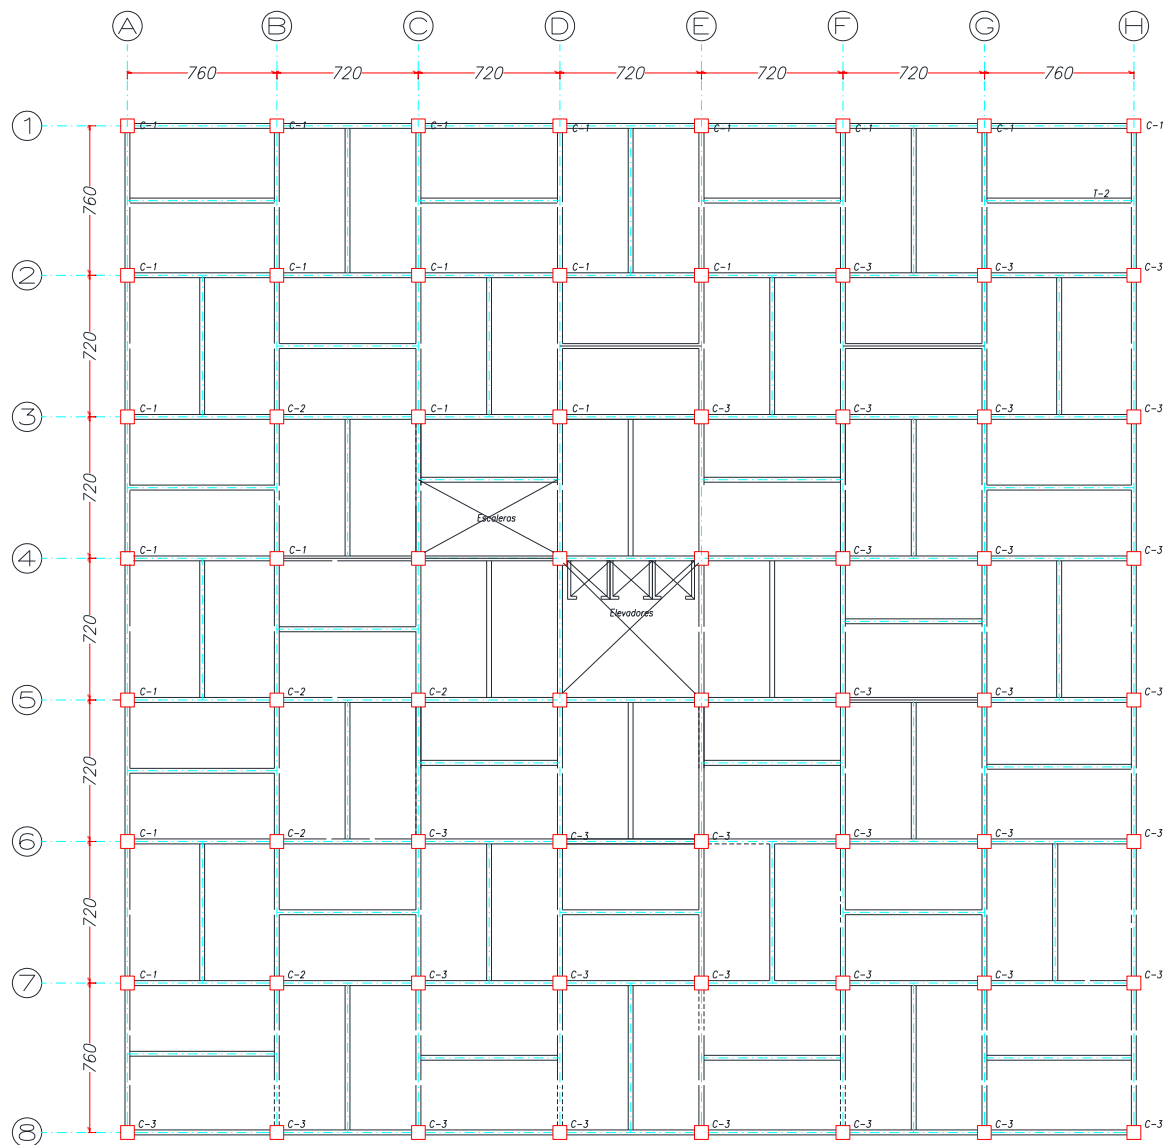 A B C D E F G H
760 720 720 720 720 720 760
1 C-1 C-1 C-1 C-1 C-1 C-1 C-1 C-1
760
T-2
2 C-1 C-1 C-1 C-1 C-1 C-3 C-3 C-3
720
3 C-1 C-2 C-1 C-1 C-3 C-3 C-3 C-3
720
Escaleras
4 C-1 C-1 C-3 C-3 C-3
Elevadores
720
5 C-1 C-2 C-2 C-3 C-3 C-3
720
6 C-1 C-2 C-3 C-3 C-3 C-3 C-3 C-3
720
7 C-1 C-2 C-3 C-3 C-3 C-3 C-3 C-3
760
8 C-3 C-3 C-3 C-3 C-3 C-3 C-3 C-3